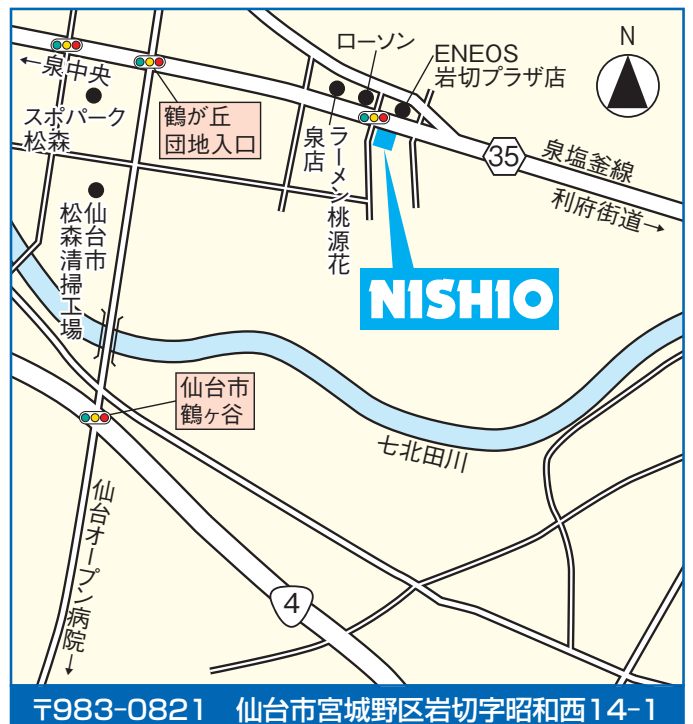 ローソン
ENEOS
岩切プラザ店
N
←泉中央
スポパーク
松森
鶴が丘
団地入口
ラーメン桃源花
泉店
35
泉塩釜線
利府街道→
仙台市
松森清掃工場
NISHIO
仙台市
鶴ヶ谷
七北田川
仙台オープン病院→
4
〒983-0821 仙台市宮城野区岩切字昭和西14-1